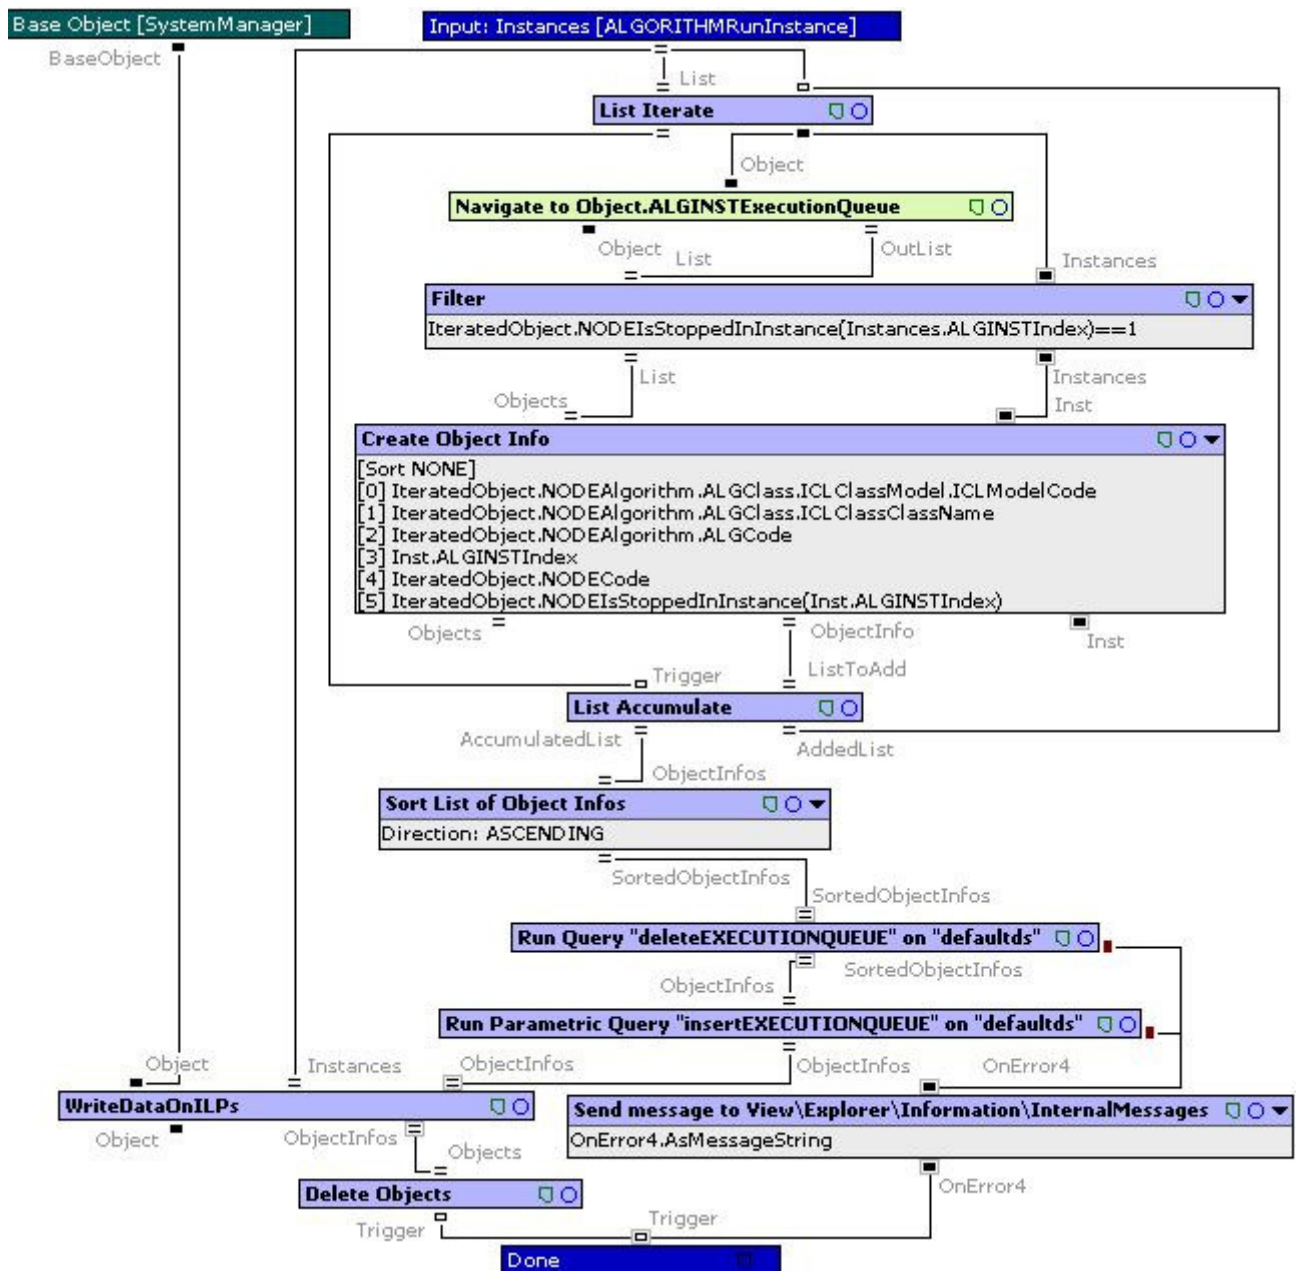 Base Object [SystemManager]
Input: Instances [ALGORITHMRunInstance]
BaseObject
List
List Iterate
Object
Navigate to Object.ALGINSTExecutionQueue
Object
List
OutList
Instances
Filter
IteratedObject.NODEIsStoppedInInstance(Instances.ALGINSTIndex)==1
List
Instances
Objects
Inst
Create Object Info
[Sort NONE]
[0] IteratedObject.NODEAlgorithm.ALGClass.ICLClassModel.ICLModelCode
[1] IteratedObject.NODEAlgorithm.ALGClass.ICLClassClassName
[2] IteratedObject.NODEAlgorithm.ALGCode
[3] Inst.ALGINSTIndex
[4] IteratedObject.NODECode
[5] IteratedObject.NODEIsStoppedInInstance(Inst.ALGINSTIndex)
Objects
ObjectInfo
Inst
Trigger
ListToAdd
List Accumulate
AccumulatedList
AddedList
ObjectInfos
Sort List of Object Infos
Direction: ASCENDING
SortedObjectInfos
SortedObjectInfos
Run Query "deleteEXECUTIONQUEUE" on "defaultds"
SortedObjectInfos
ObjectInfos
Run Parametric Query "insertEXECUTIONQUEUE" on "defaultds"
Object
Instances
ObjectInfos
ObjectInfos
OnError4
WriteDataOnILPs
Send message to View\Explorer\Information\InternalMessages
OnError4.AsMessageString
Object
ObjectInfos
Objects
OnError4
Delete Objects
Trigger
Trigger
Done